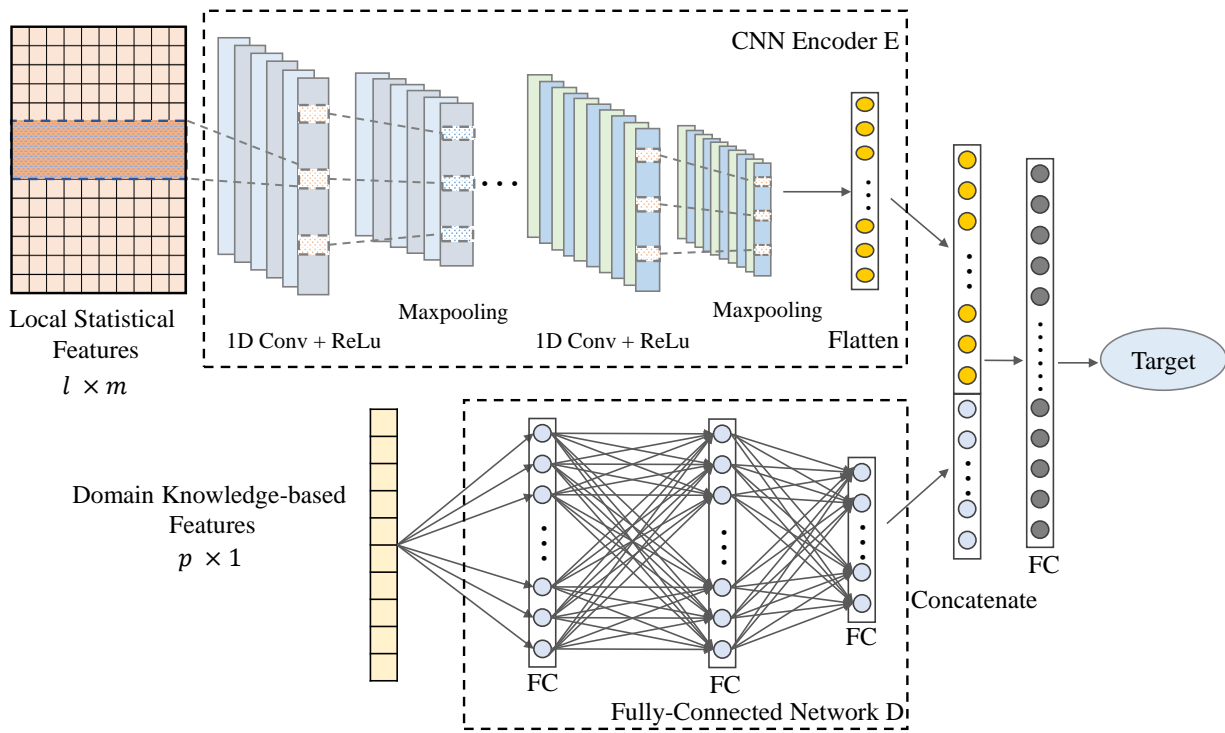 CNN Encoder E
Local Statistical
Features
l × m
1D Conv + ReLu
Maxpooling
1D Conv + ReLu
Maxpooling
Flatten
Target
Domain Knowledge-based
Features
p × 1
FC
FC
FC
Fully-Connected Network D
Concatenate
FC